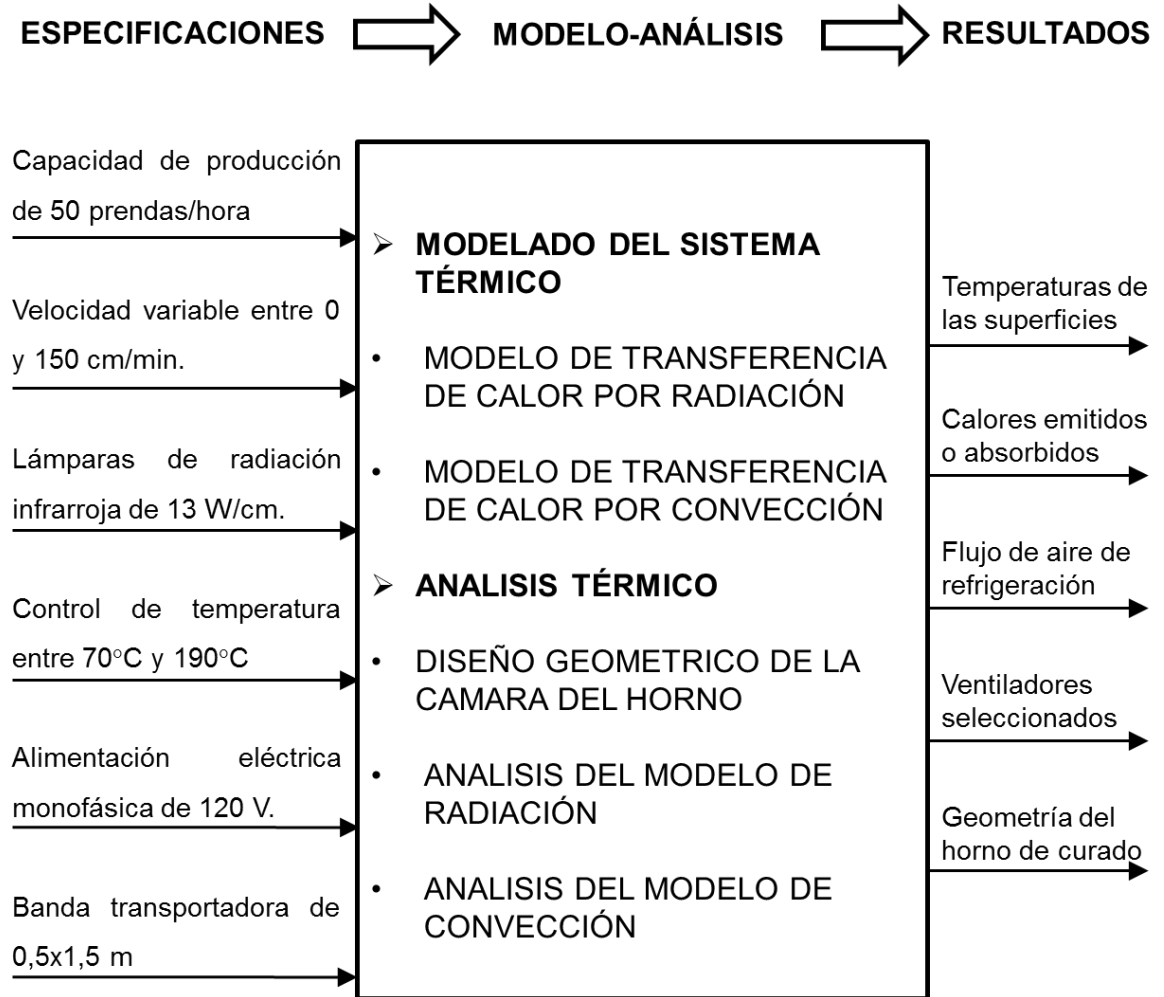 ESPECIFICACIONES MODELO-ANÁLISIS RESULTADOS
Capacidad de producción
de 50 prendas/hora
Velocidad variable entre 0
y 150 cm/min.
Lámparas de radiación
infrarroja de 13 W/cm.
Control de temperatura
entre 70°C y 190°C
Alimentación eléctrica
monofásica de 120 V.
Banda transportadora de
0,5x1,5 m
➢ MODELADO DEL SISTEMA
TÉRMICO
• MODELO DE TRANSFERENCIA
DE CALOR POR RADIACIÓN
• MODELO DE TRANSFERENCIA
DE CALOR POR CONVECCIÓN
➢ ANALISIS TÉRMICO
• DISEÑO GEOMETRICO DE LA
CAMARA DEL HORNO
• ANALISIS DEL MODELO DE
RADIACIÓN
• ANALISIS DEL MODELO DE
CONVECCIÓN
Temperaturas de
las superficies
Calores emitidos
o absorbidos
Flujo de aire de
refrigeración
Ventiladores
seleccionados
Geometría del
horno de curado